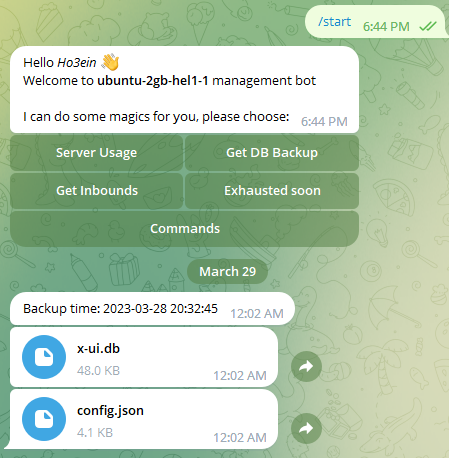 /start 6:44 PM
Hello Ho3ein 👋
Welcome to ubuntu-2gb-hel1-1 management bot
I can do some magics for you, please choose: 6:44 PM
Server Usage Get DB Backup
Get Inbounds Exhausted soon
Commands
March 29
Backup time: 2023-03-28 20:32:45 12:02 AM
x-ui.db
48.0 KB 12:02 AM
config.json
4.1 KB 12:02 AM